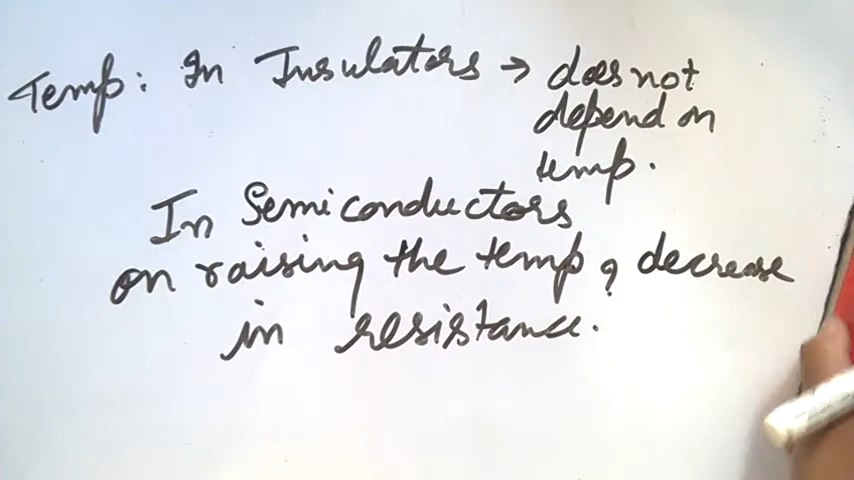 Temp: In Insulators → does not
depend on
temp.
In Semiconductors
on raising the temp, decrease
in resistance.